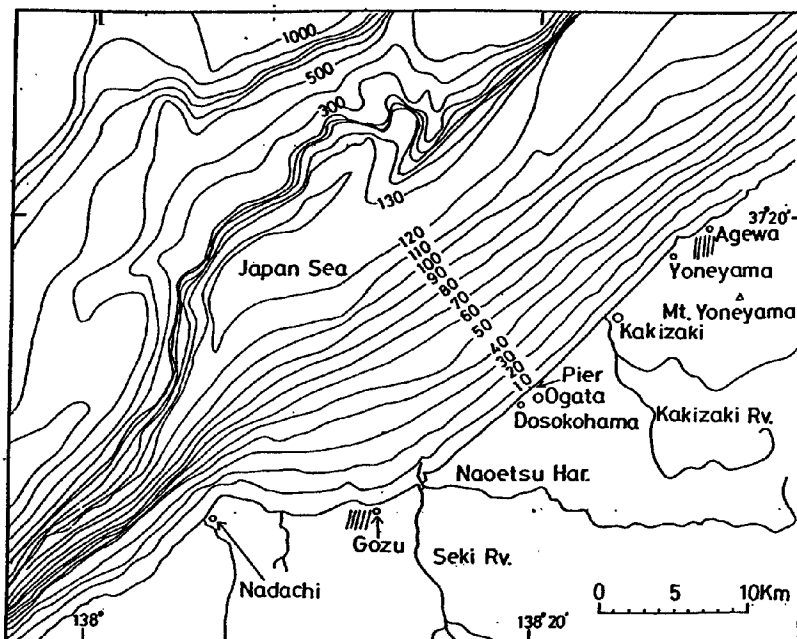 1000
500
300
130
120
110
100
90
80
70
60
50
40
30
20
10
Japan Sea
37°20'
Agewa
Yoneyama
Mt. Yoneyama
Kakizaki
Pier
Ogata
Dosokohama
Kakizaki Rv.
Naoetsu Har.
Gozu
Seki Rv.
Nadachi
0 5 10Km
138°
138°20'